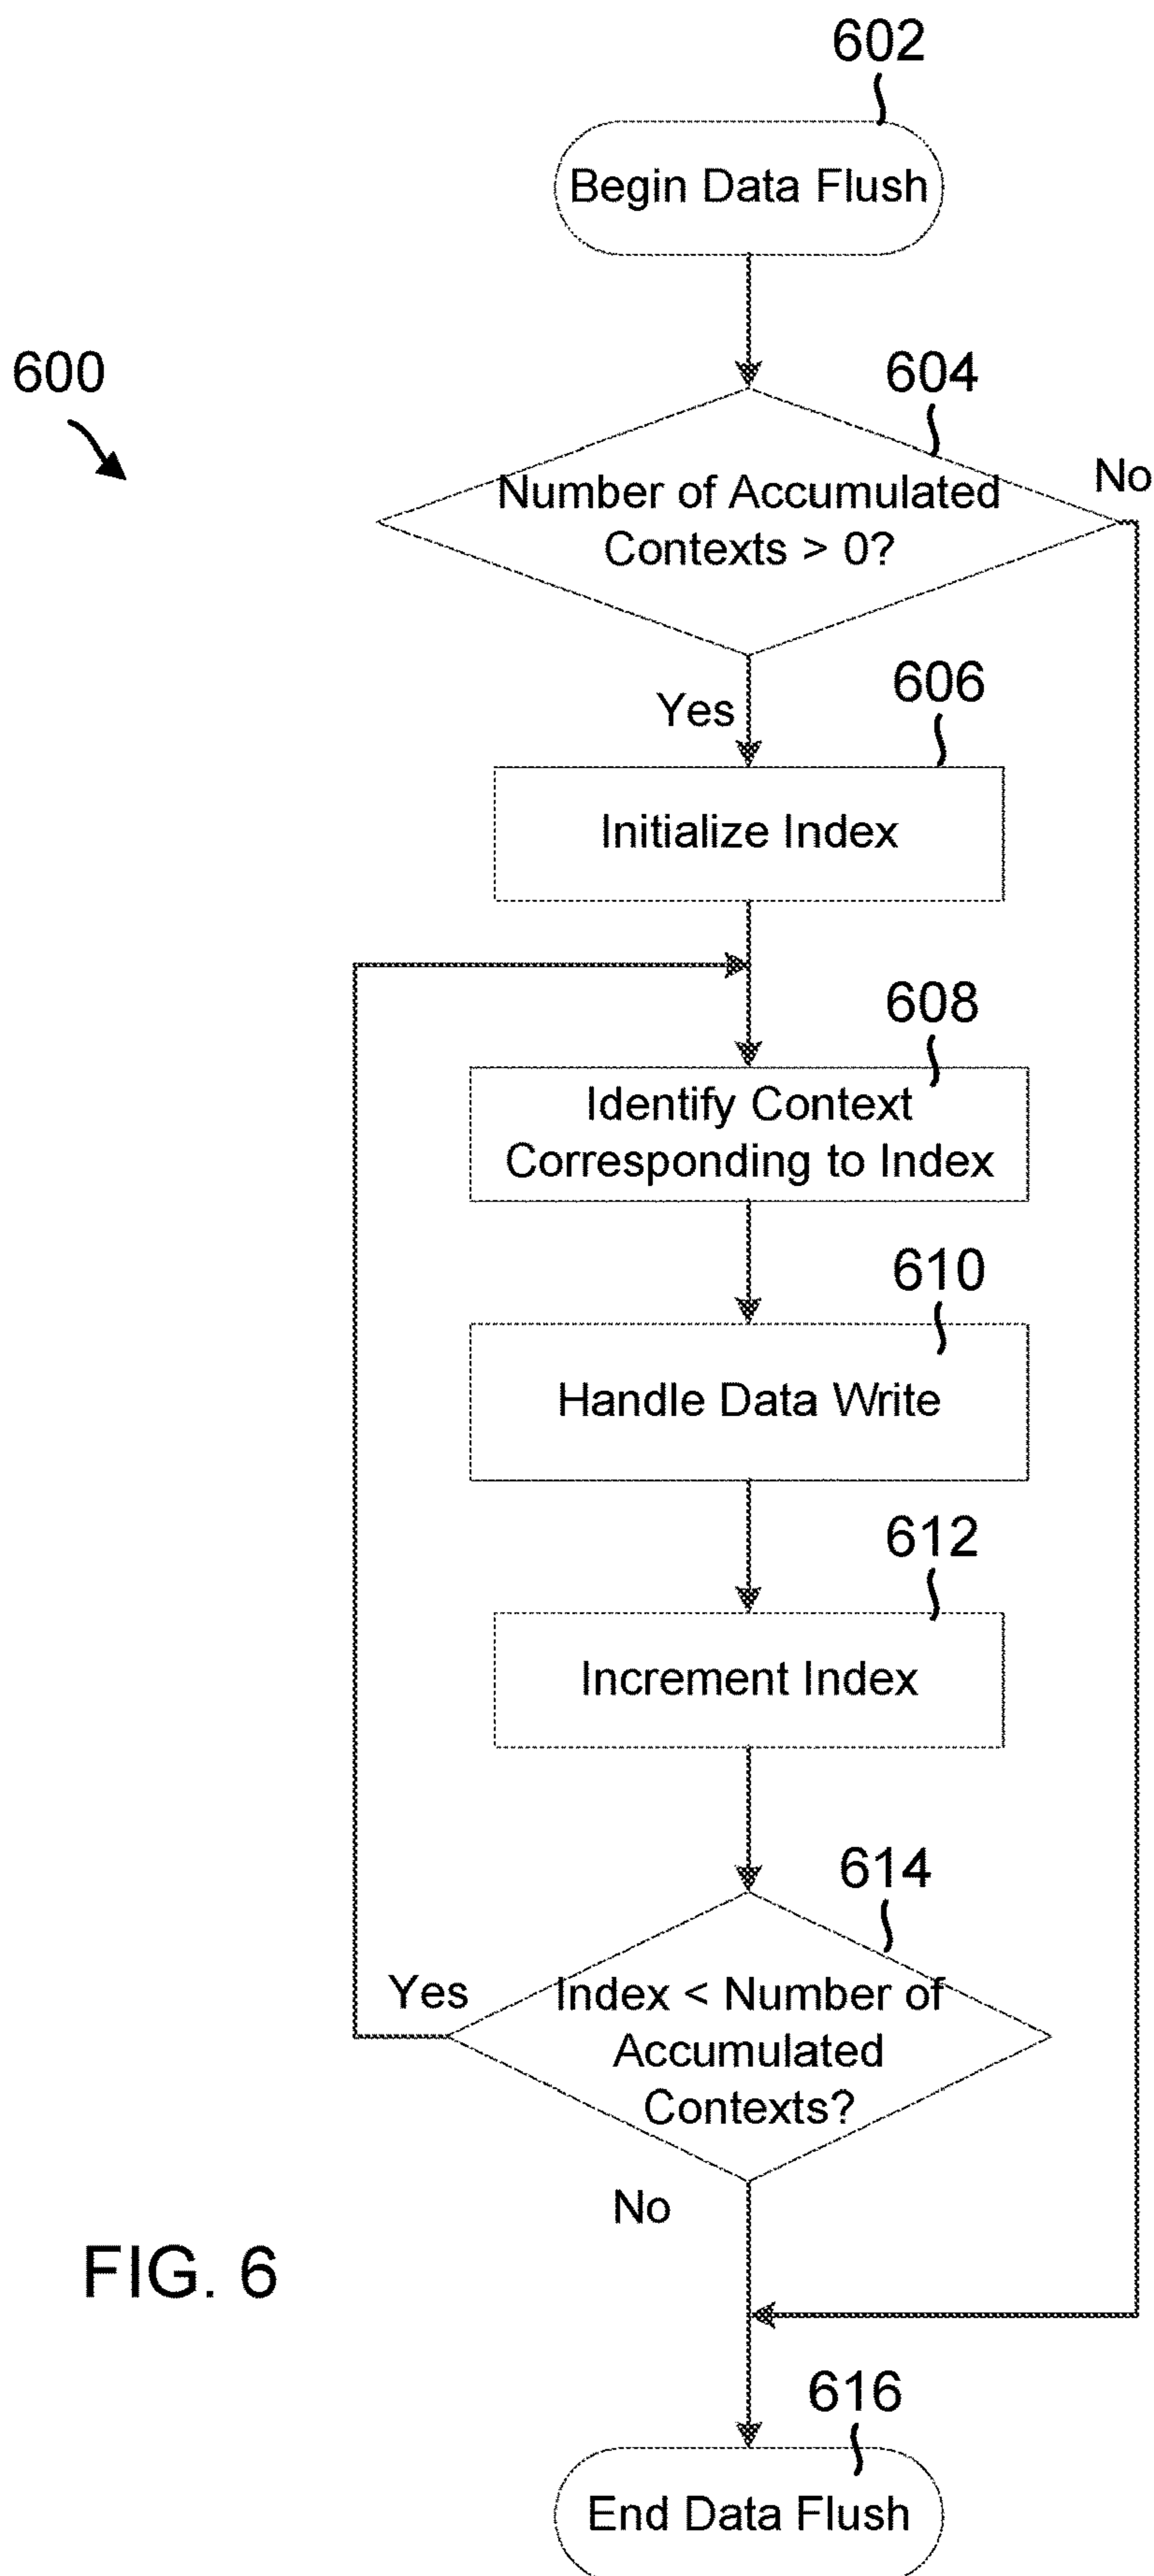 602
Begin Data Flush
600
604
No
Number of Accumulated
Contexts > 0?
606
Yes
Initialize Index
608
Identify Context
Corresponding to Index
610
Handle Data Write
612
Increment Index
614
Yes
Index < Number of
Accumulated
Contexts?
No
FIG. 6
616
End Data Flush